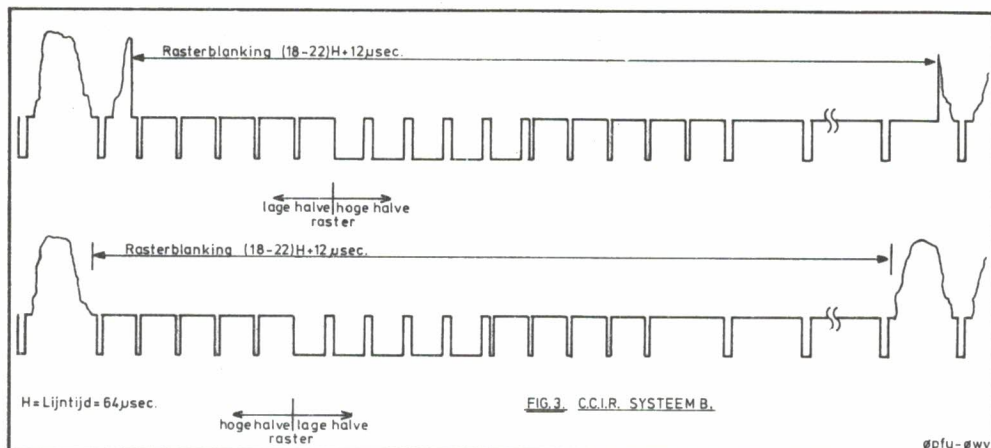 Rasterblanking (18-22)H+12µsec.
lage halve hoge halve
raster
Rasterblanking (18-22)H+12µsec.
H=Lijntijd=64µsec.
hoge halve lage halve
raster
FIG.3. C.C.I.R. SYSTEEM B.
øpfu-øwv